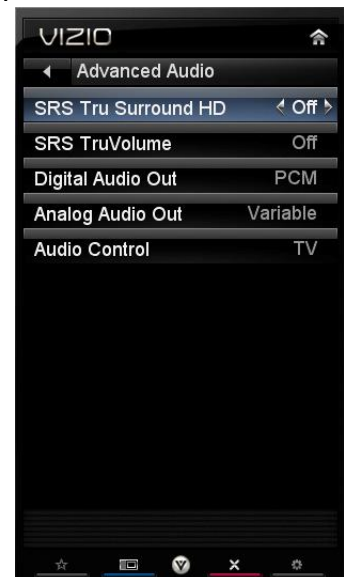 VIZIO
Advanced Audio
SRS Tru Surround HD Off
SRS TruVolume Off
Digital Audio Out PCM
Analog Audio Out Variable
Audio Control TV